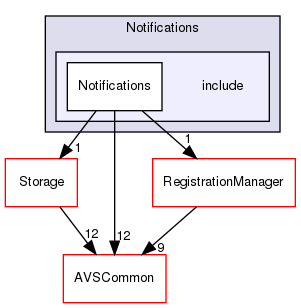 Notifications
Notifications
include
1
1
Storage
RegistrationManager
12
12
9
AVSCommon